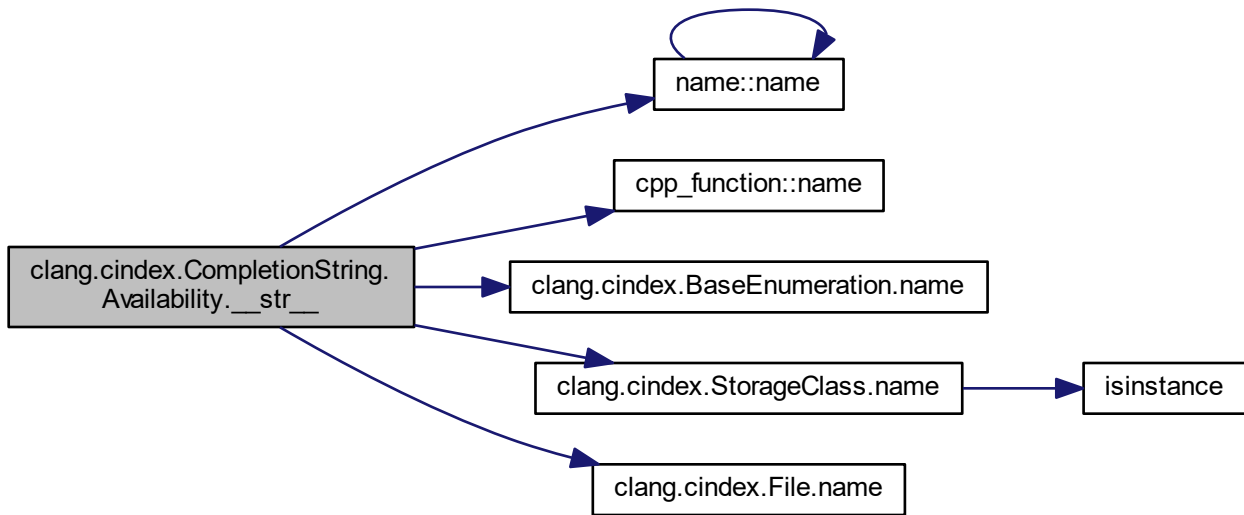 name::name
cpp_function::name
clang.cindex.CompletionString.
Availability.__str__
clang.cindex.BaseEnumeration.name
clang.cindex.StorageClass.name
isinstance
clang.cindex.File.name